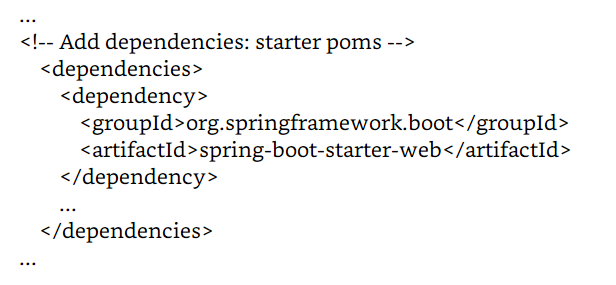 ...
<!-- Add dependencies: starter poms -->
<dependencies>
<dependency>
<groupId>org.springframework.boot</groupId>
<artifactId>spring-boot-starter-web</artifactId>
</dependency>
...
</dependencies>
...